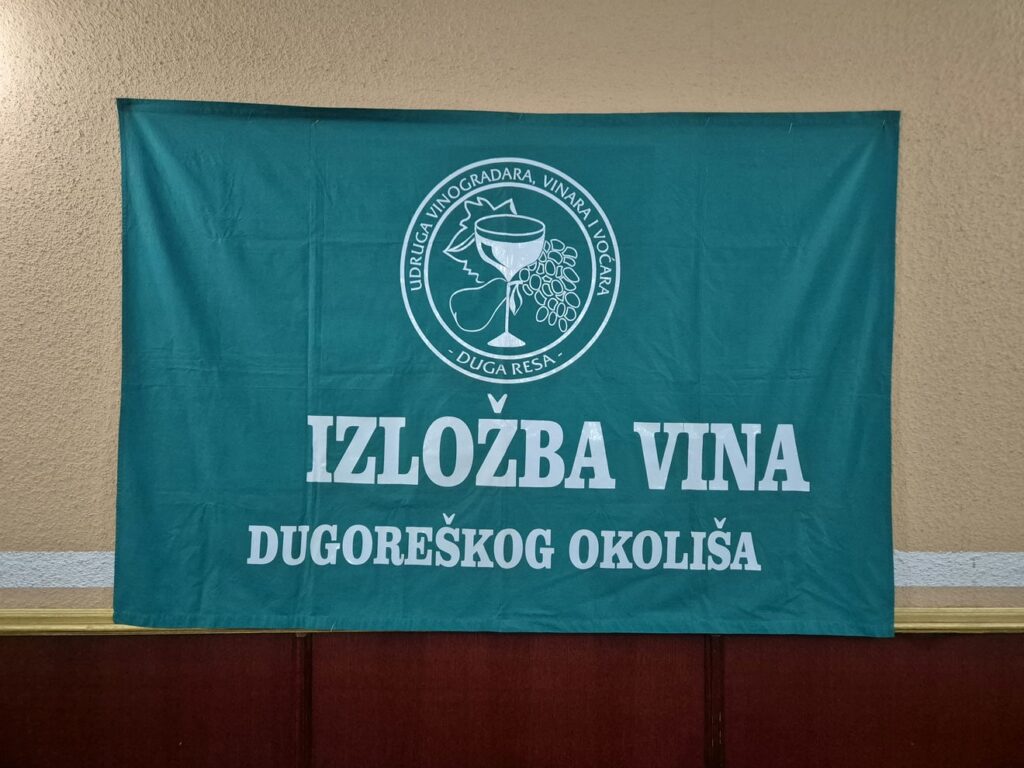 UDRUGA VINOGRADARA, VINARA I VOĆARA
- DUGA RESA -
IZLOŽBA VINA
DUGOREŠKOG OKOLIŠA